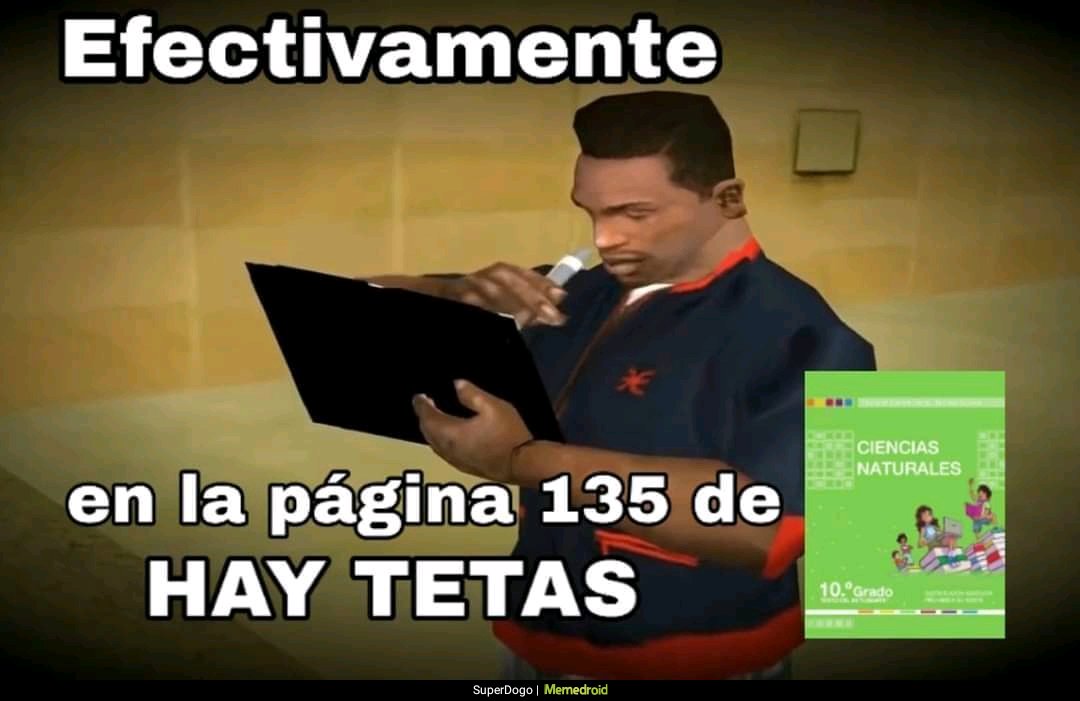 Efectivamente
en la página 135 de
HAY TETAS
CIENCIAS
NATURALES
10.º Grado
SuperDogo | Memedroid